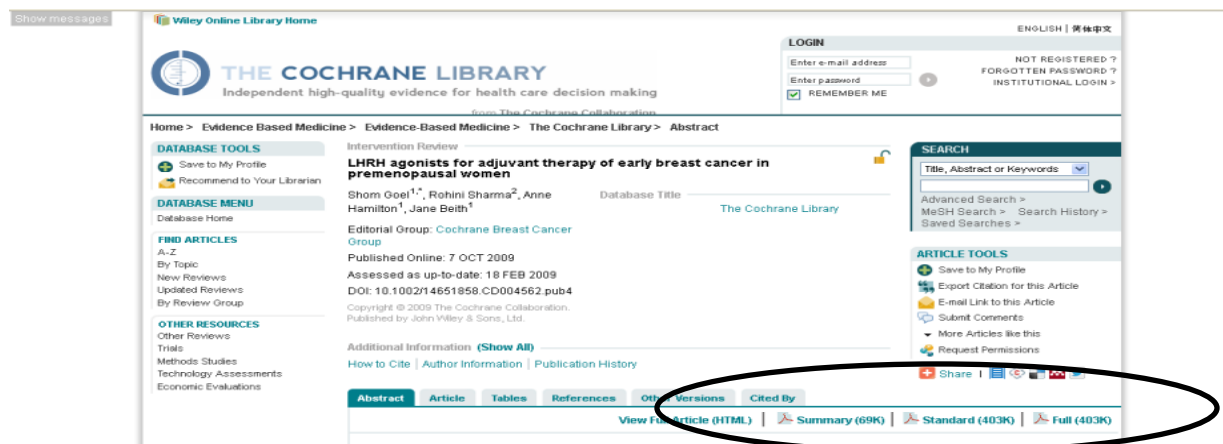 Show messages
Wiley Online Library Home
ENGLISH | 简体中文
LOGIN
Enter e-mail address
Enter password
REMEMBER ME
NOT REGISTERED ?
FORGOTTEN PASSWORD ?
INSTITUTIONAL LOGIN >
THE COCHRANE LIBRARY
Independent high-quality evidence for health care decision making
from The Cochrane Collaboration
Home > Evidence Based Medicine > Evidence-Based Medicine > The Cochrane Library > Abstract
DATABASE TOOLS
Save to My Profile
Recommend to Your Librarian
DATABASE MENU
Database Home
FIND ARTICLES
A-Z
By Topic
New Reviews
Updated Reviews
By Review Group
OTHER RESOURCES
Other Reviews
Trials
Methods Studies
Technology Assessments
Economic Evaluations
Intervention Review
LHRH agonists for adjuvant therapy of early breast cancer in
premenopausal women
Shom Goel1,*, Rohini Sharma2, Anne
Hamilton1, Jane Beith1
Database Title
The Cochrane Library
Editorial Group: Cochrane Breast Cancer
Group
Published Online: 7 OCT 2009
Assessed as up-to-date: 18 FEB 2009
DOI: 10.1002/14651858.CD004562.pub4
Copyright © 2009 The Cochrane Collaboration.
Published by John Wiley & Sons, Ltd.
Additional Information (Show All)
How to Cite | Author Information | Publication History
Abstract Article Tables References Other Versions Cited By
View Full Article (HTML) | Summary (69K) | Standard (403K) | Full (403K)
SEARCH
Title, Abstract or Keywords
Advanced Search >
MeSH Search > Search History >
Saved Searches >
ARTICLE TOOLS
Save to My Profile
Export Citation for this Article
E-mail Link to this Article
Submit Comments
More Articles like this
Request Permissions
Share |